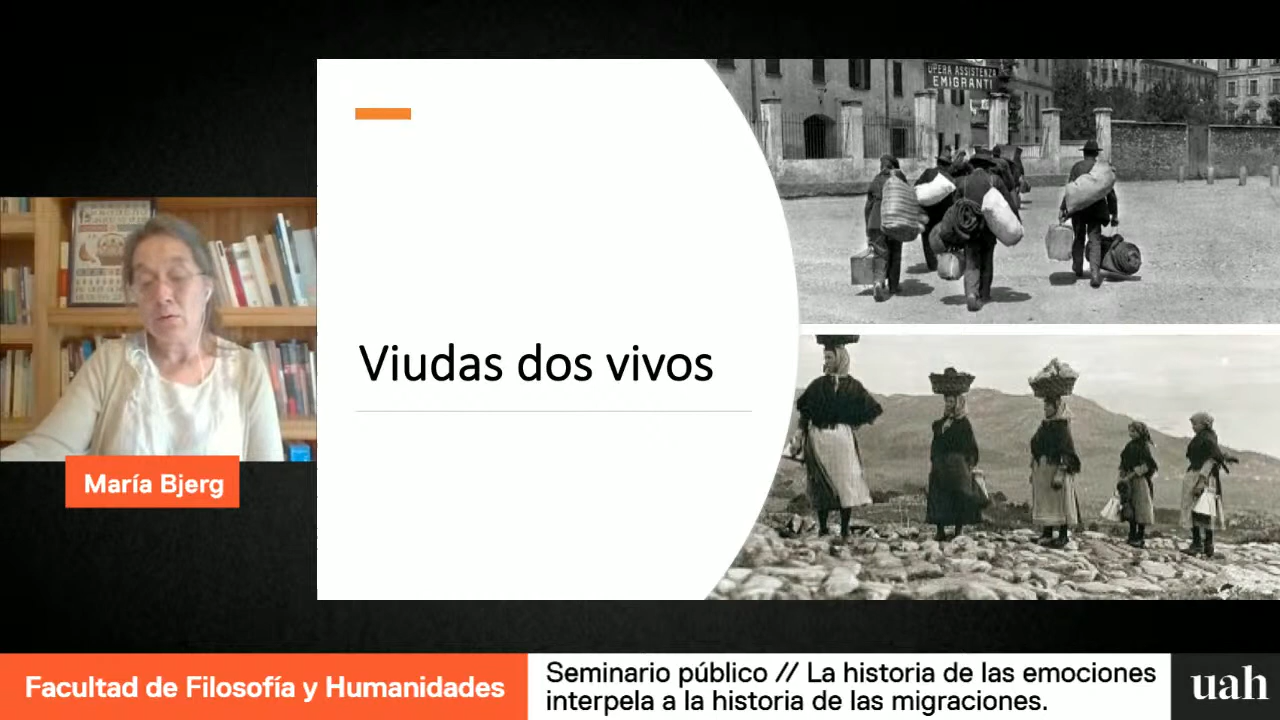 OPERA ASSISTENZA
EMIGRANTI
Viudas dos vivos
María Bjerg
Facultad de Filosofía y Humanidades
Seminario público // La historia de las emociones
interpela a la historia de las migraciones.
uah